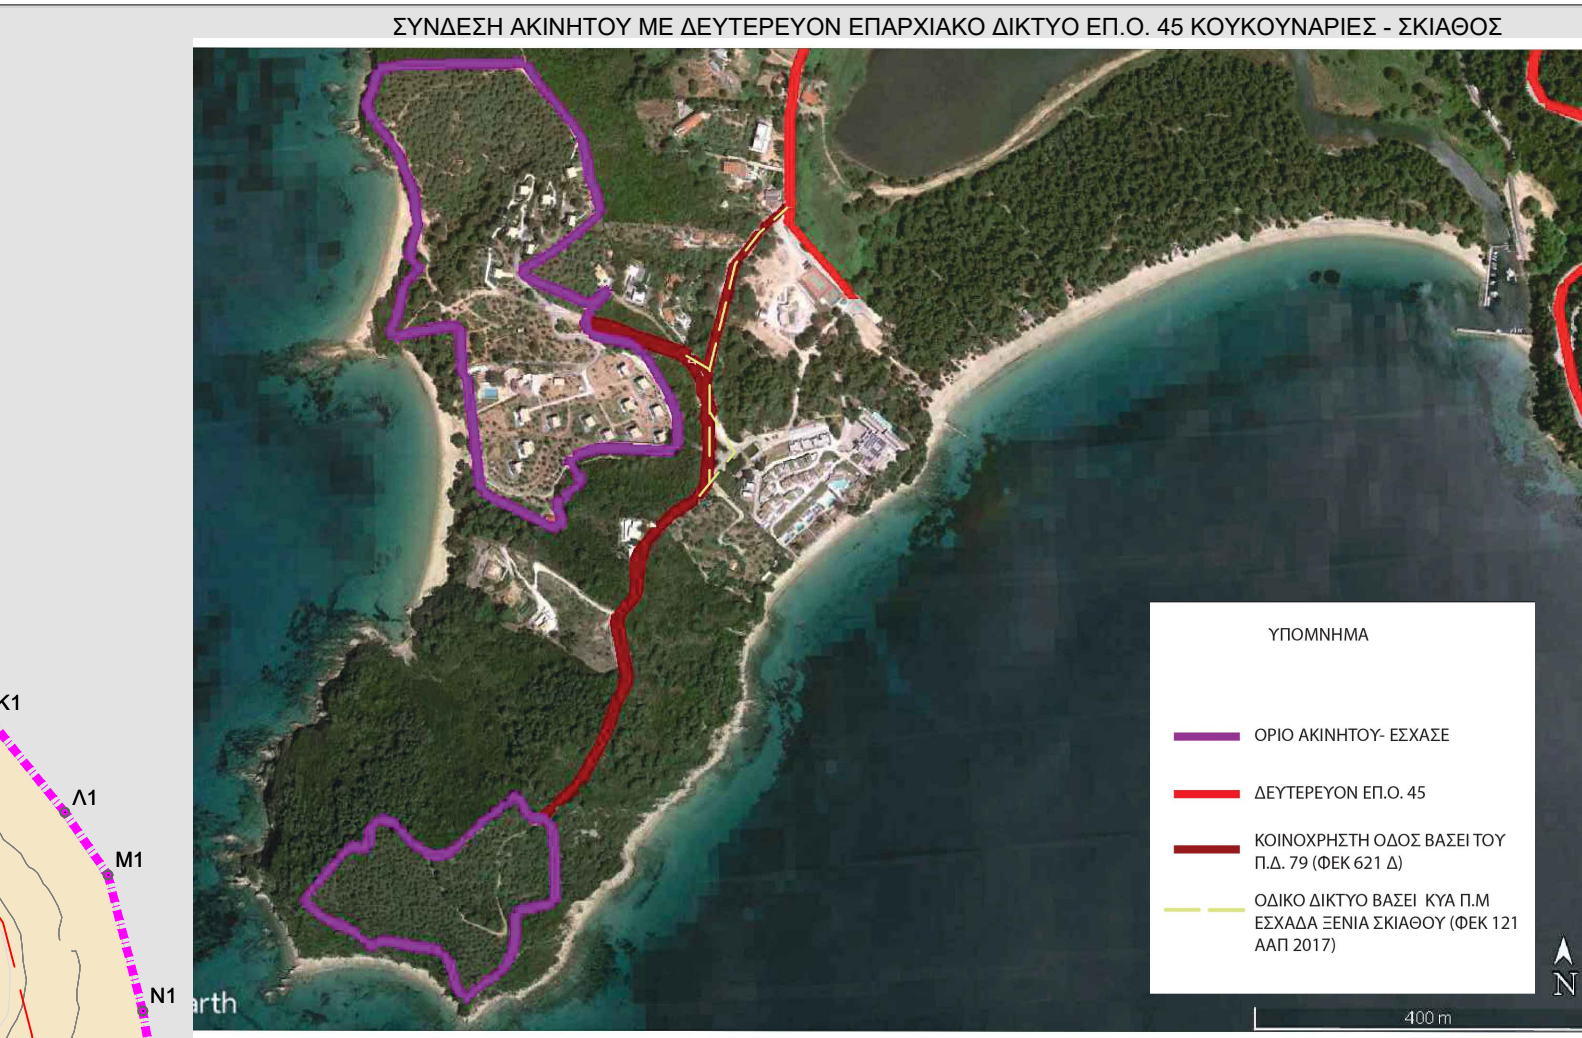 ΣΥΝΔΕΣΗ ΑΚΙΝΗΤΟΥ ΜΕ ΔΕΥΤΕΡΕΥΟΝ ΕΠΑΡΧΙΑΚΟ ΔΙΚΤΥΟ ΕΠ.Ο. 45 ΚΟΥΚΟΥΝΑΡΙΕΣ - ΣΚΙΑΘΟΣ
Κ1
Λ1
Μ1
Ν1
arth
ΥΠΟΜΝΗΜΑ
ΟΡΙΟ ΑΚΙΝΗΤΟΥ- ΕΣΧΑΣΕ
ΔΕΥΤΕΡΕΥΟΝ ΕΠ.Ο. 45
ΚΟΙΝΟΧΡΗΣΤΗ ΟΔΟΣ ΒΑΣΕΙ ΤΟΥ
Π.Δ. 79 (ΦΕΚ 621 Δ)
ΟΔΙΚΟ ΔΙΚΤΥΟ ΒΑΣΕΙ ΚΥΑ Π.Μ
ΕΣΧΑΔΑ ΞΕΝΙΑ ΣΚΙΑΘΟΥ (ΦΕΚ 121
ΑΑΠ 2017)
N
400 m